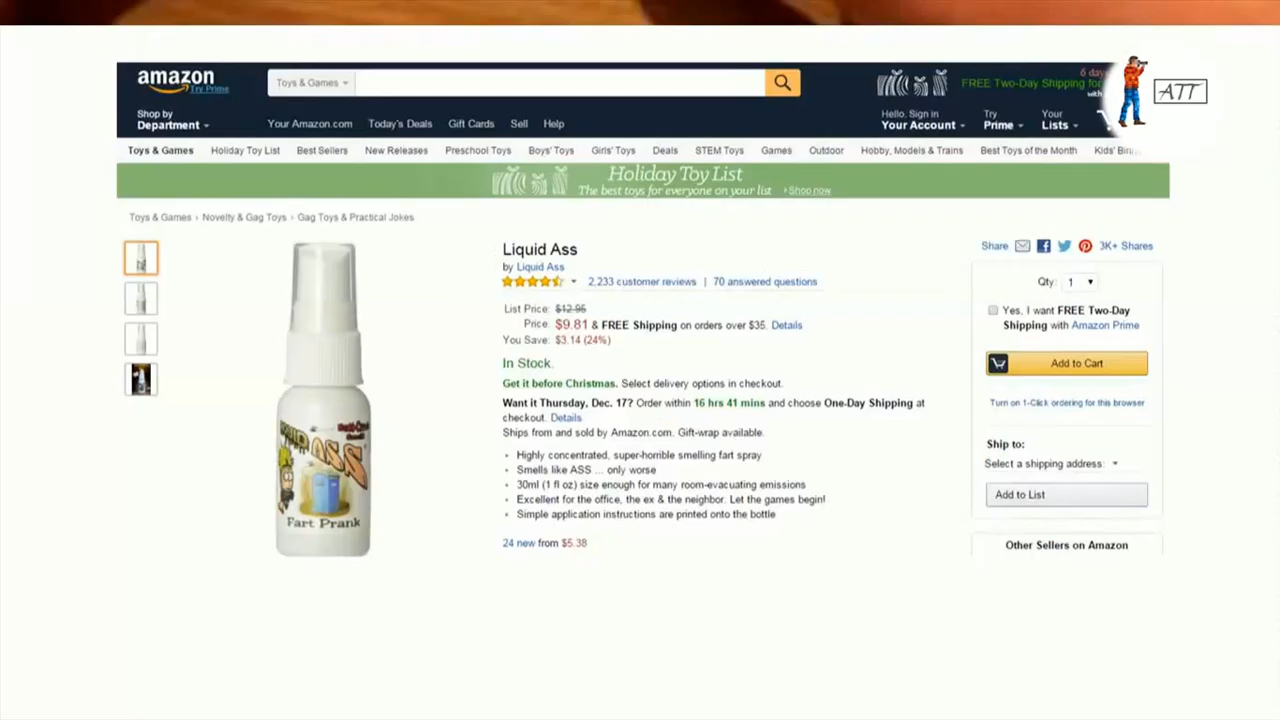 amazon
Try Prime
Toys & Games
6 day
FREE Two-Day Shipping for
with
ATT
Shop by
Department
Your Amazon.com
Today's Deals
Gift Cards
Sell
Help
Hello. Sign in
Your Account
Try
Prime
Your
Lists
Toys & Games
Holiday Toy List
Best Sellers
New Releases
Preschool Toys
Boys' Toys
Girls' Toys
Deals
STEM Toys
Games
Outdoor
Hobby, Models & Trains
Best Toys of the Month
Kids'
Holiday Toy List
The best toys for everyone on your list
Shop now
Toys & Games › Novelty & Gag Toys › Gag Toys & Practical Jokes
Liquid Ass
by Liquid Ass
2,233 customer reviews | 70 answered questions
List Price: $12.95
Price: $9.81 & FREE Shipping on orders over $35. Details
You Save: $3.14 (24%)
In Stock.
Get it before Christmas. Select delivery options in checkout.
Want it Thursday, Dec. 17? Order within 16 hrs 41 mins and choose One-Day Shipping at
checkout. Details
Ships from and sold by Amazon.com. Gift-wrap available.
Highly concentrated, super-horrible smelling fart spray
Smells like ASS ... only worse
30ml (1 fl oz) size enough for many room-evacuating emissions
Excellent for the office, the ex & the neighbor. Let the games begin!
Simple application instructions are printed onto the bottle
24 new from $5.38
ASS
Fart Prank
Share
3K+ Shares
Qty: 1
Yes, I want FREE Two-Day
Shipping with Amazon Prime
Add to Cart
Turn on 1-Click ordering for this browser
Ship to:
Select a shipping address:
Add to List
Other Sellers on Amazon